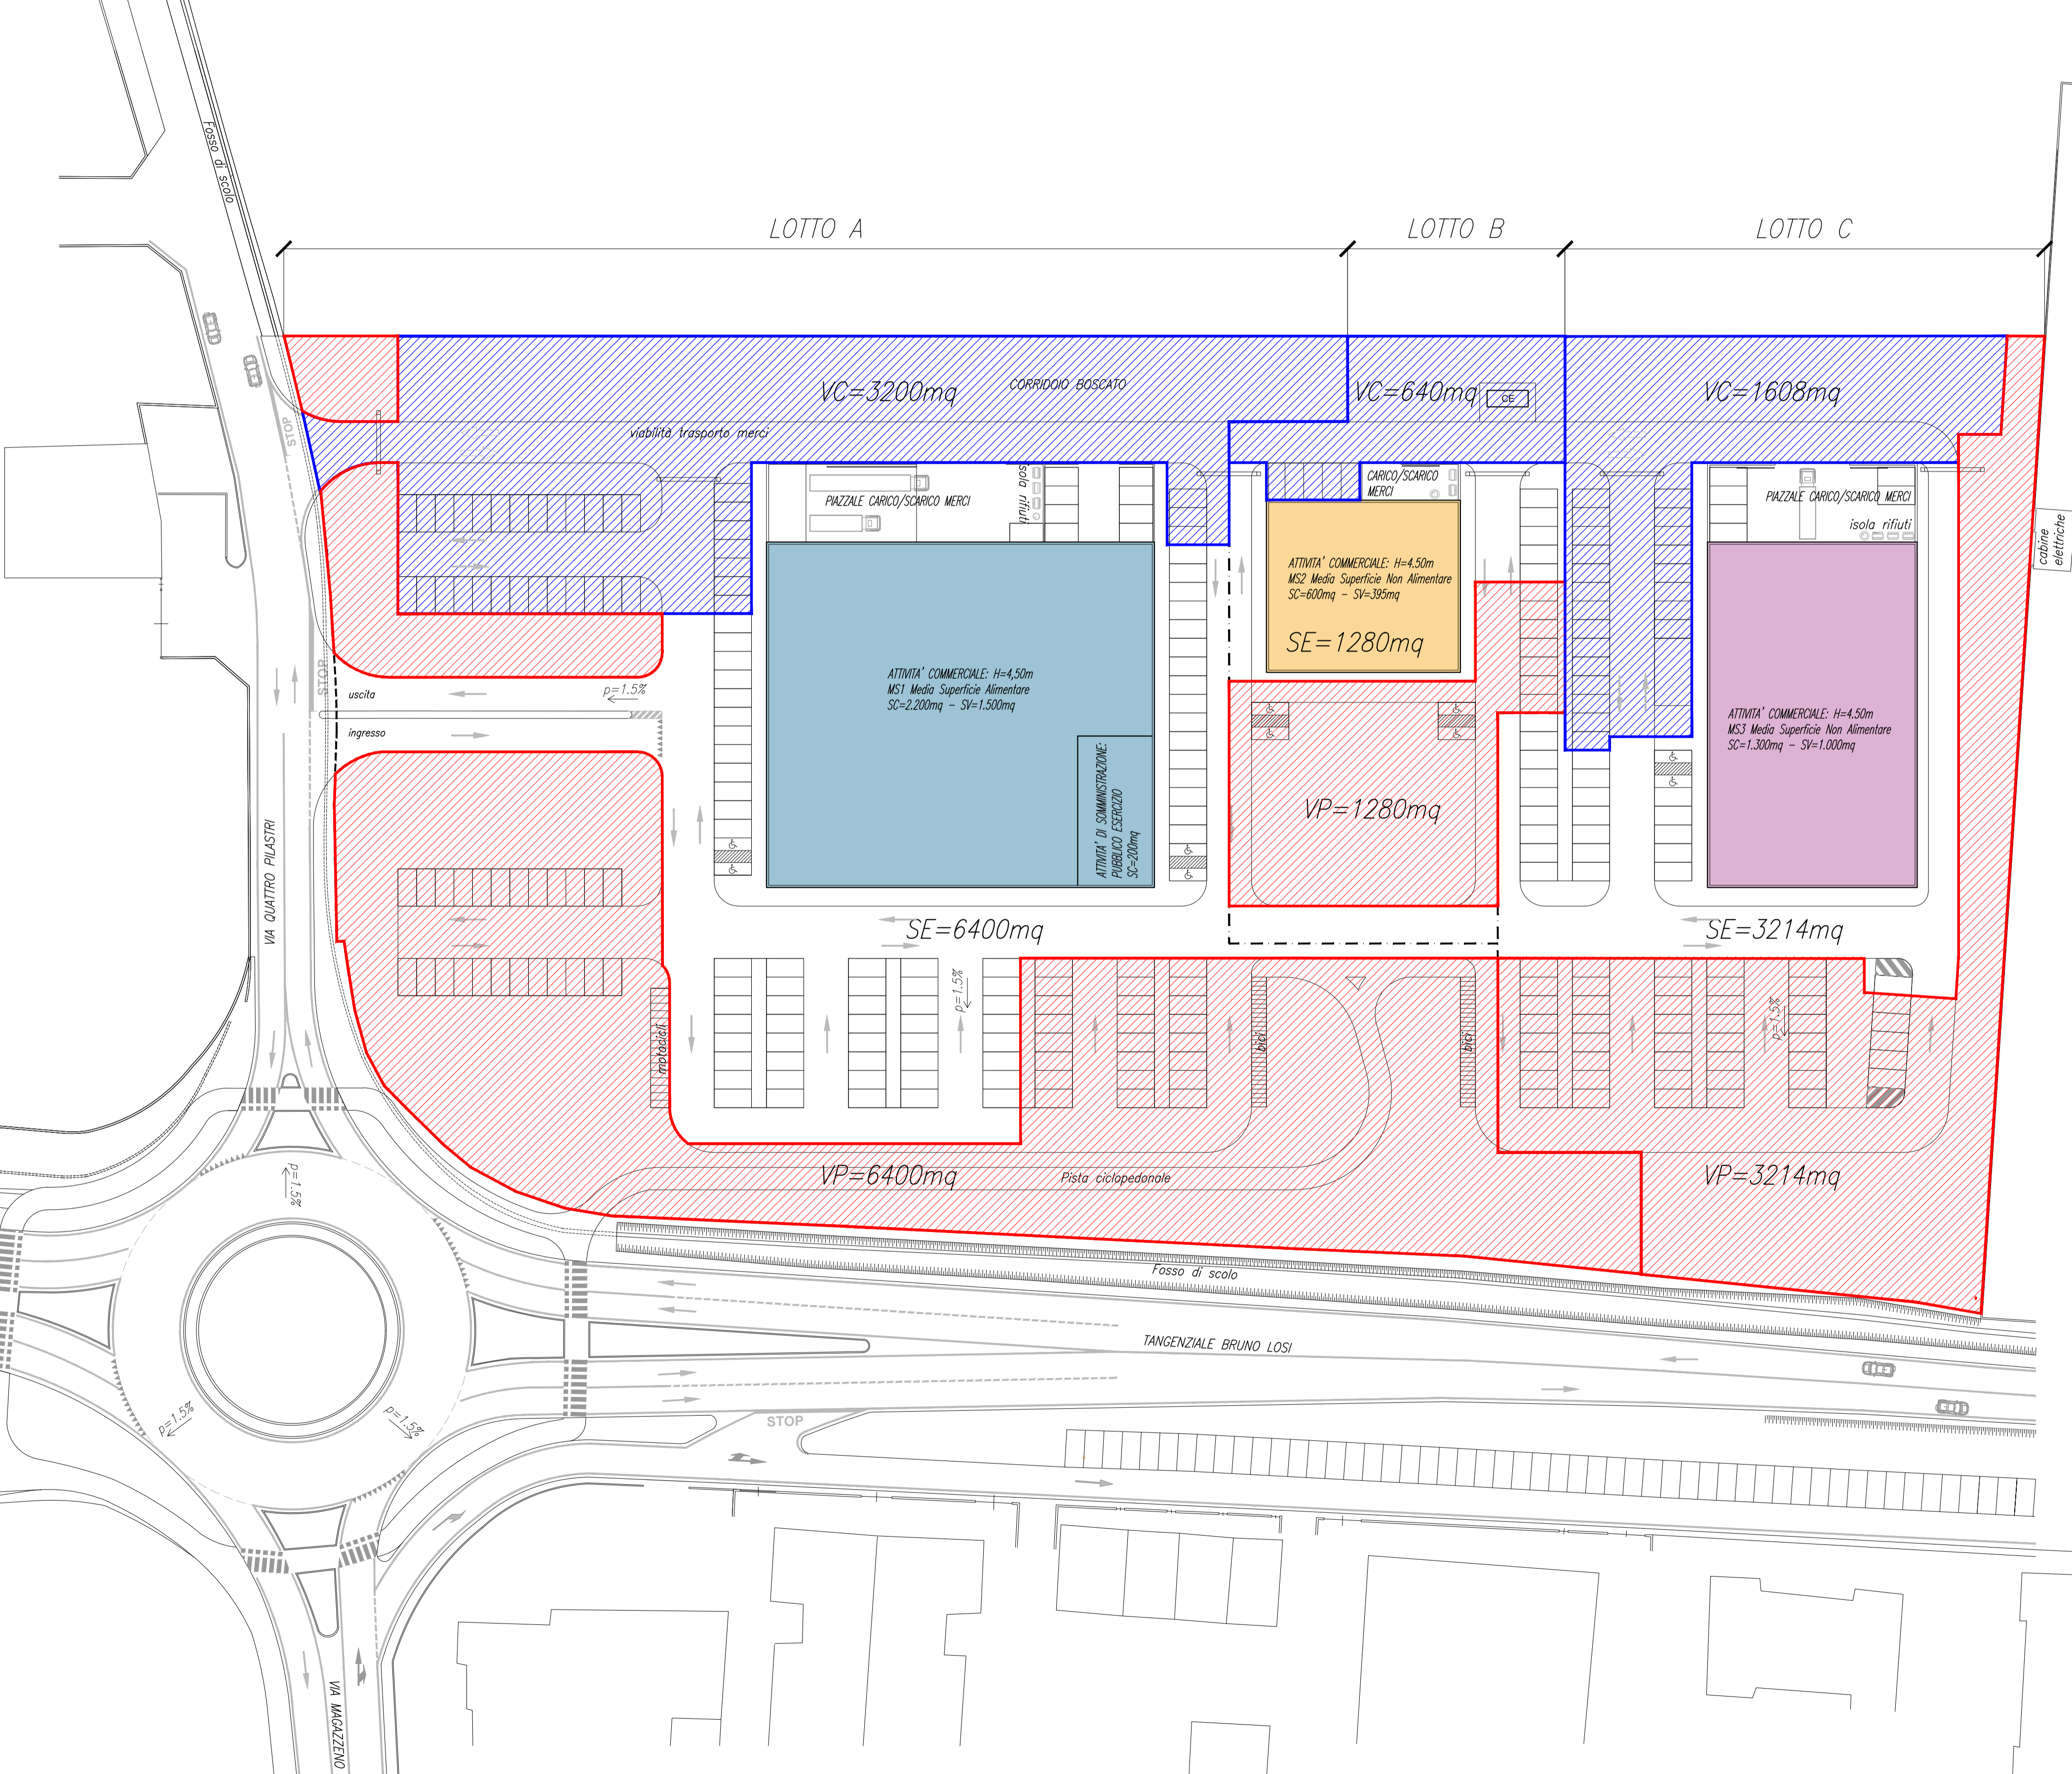 Fosso di scolo
LOTTO A
LOTTO B
LOTTO C
VC=3200mq
CORRIDOIO BOSCATO
VC=640mq
CE
VC=1608mq
STOP
viabilità trasporto merci
PIAZZALE CARICO/SCARICO MERCI
isola rifiuti
CARICO/SCARICO
MERCI
PIAZZALE CARICO/SCARICO MERCI
isola rifiuti
cabine
elettriche
ATTIVITA' COMMERCIALE: H=4.50m
MS2 Media Superficie Non Alimentare
SC=600mq - SV=395mq
SE=1280mq
ATTIVITA' COMMERCIALE: H=4,50m
MS1 Media Superficie Alimentare
SC=2.200mq - SV=1.500mq
STOP
uscita
p=1.5%
ingresso
ATTIVITA' COMMERCIALE: H=4.50m
MS3 Media Superficie Non Alimentare
SC=1.300mq - SV=1.000mq
ATTIVITA' DI SOMMINISTRAZIONE:
PUBBLICO ESERCIZIO
SC=200mq
VP=1280mq
VIA QUATTRO PILASTRI
SE=6400mq
SE=3214mq
p=1.5%
p=1.5%
motocicli
bici
bici
VP=6400mq
Pista ciclopedonale
VP=3214mq
p=1.5%
Fosso di scolo
TANGENZIALE BRUNO LOSI
p=1.5%
p=1.5%
STOP
VIA MAGAZZENO